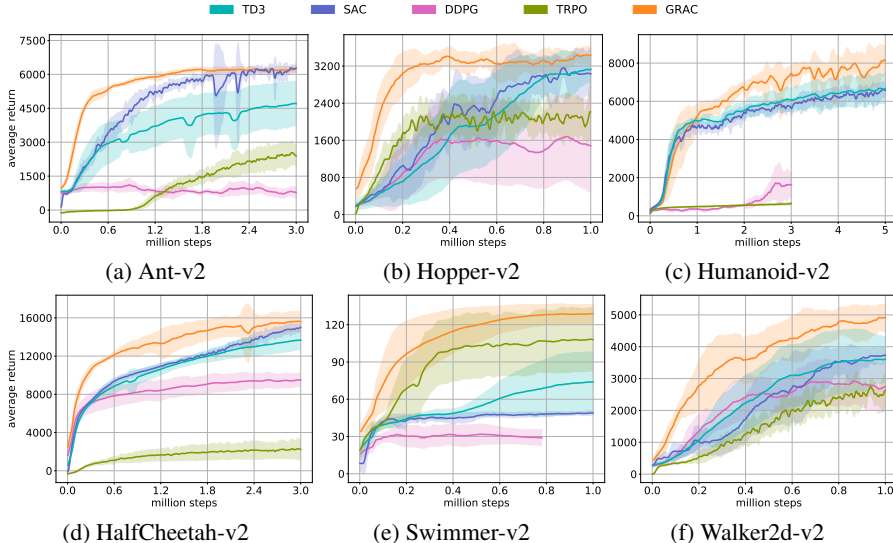 TD3 SAC DDPG TRPO GRAC
7500
6000
4500
3000
1500
0
average return
0.0 0.6 1.2 1.8 2.4 3.0
million steps
(a) Ant-v2
3200
2400
1600
800
0
0.0 0.2 0.4 0.6 0.8 1.0
million steps
(b) Hopper-v2
8000
6000
4000
2000
0
0 1 2 3 4 5
million steps
(c) Humanoid-v2
16000
12000
8000
4000
0
average return
0.0 0.6 1.2 1.8 2.4 3.0
million steps
(d) HalfCheetah-v2
120
90
60
30
0
0.0 0.2 0.4 0.6 0.8 1.0
million steps
(e) Swimmer-v2
5000
4000
3000
2000
1000
0
0.0 0.2 0.4 0.6 0.8 1.0
million steps
(f) Walker2d-v2